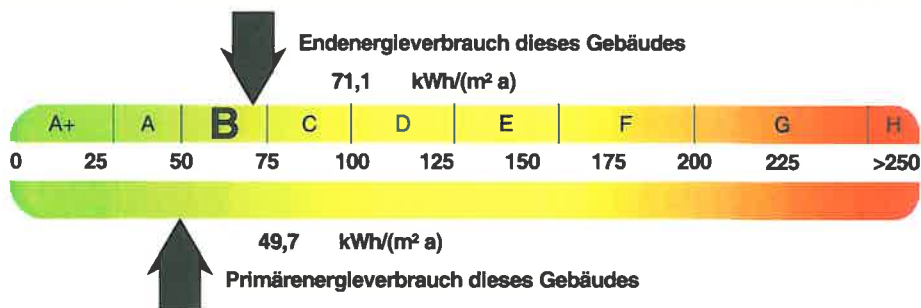 Endenergieverbrauch dieses Gebäudes
71,1 kWh/(m² a)
A+ A B C D E F G H
0 25 50 75 100 125 150 175 200 225 >250
49,7 kWh/(m² a)
Primärenergieverbrauch dieses Gebäudes